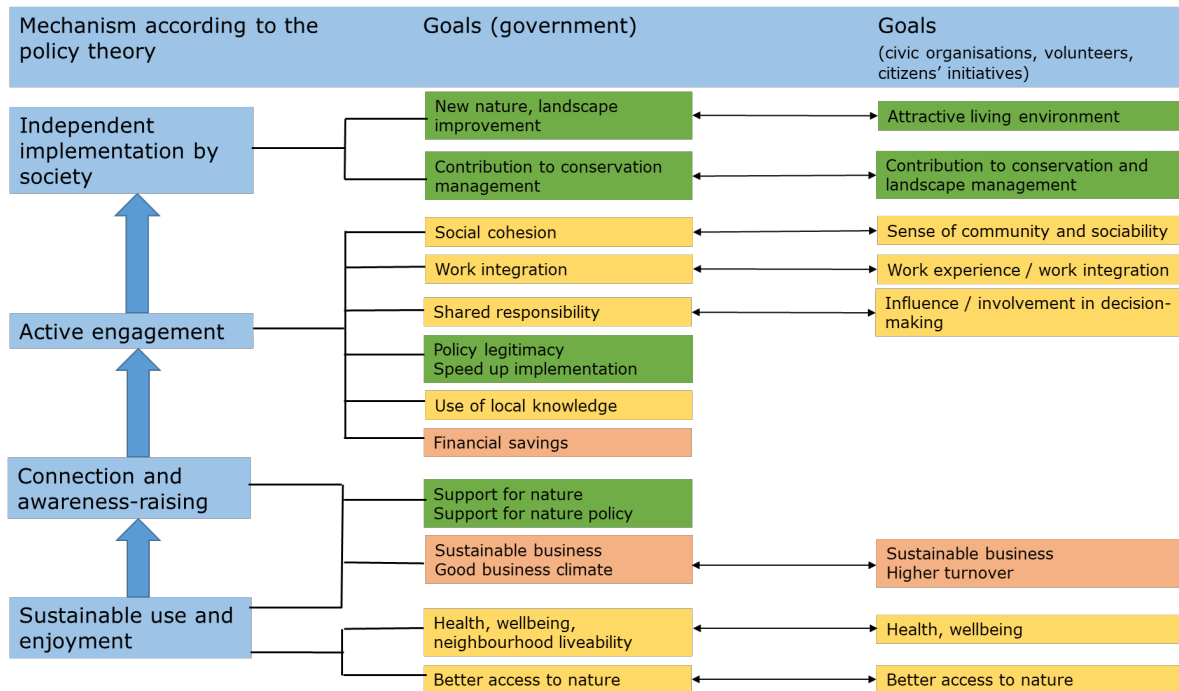 Mechanism according to the
policy theory
Goals (government)
Goals
(civic organisations, volunteers,
citizens’ initiatives)
Independent
implementation by
society
New nature, landscape
improvement
Attractive living environment
Contribution to conservation
management
Contribution to conservation and
landscape management
Active engagement
Social cohesion
Sense of community and sociability
Work integration
Work experience / work integration
Shared responsibility
Influence / involvement in decision-
making
Policy legitimacy
Speed up implementation
Use of local knowledge
Financial savings
Connection and
awareness-raising
Support for nature
Support for nature policy
Sustainable business
Good business climate
Sustainable business
Higher turnover
Sustainable use and
enjoyment
Health, wellbeing,
neighbourhood liveability
Health, wellbeing
Better access to nature
Better access to nature